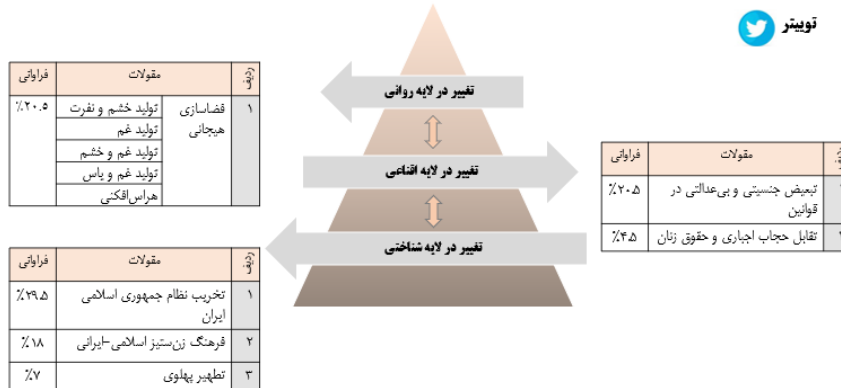 توییتر
ردیف مقولات فراوانی
۱ فضاسازی هیجانی تولید خشم و نفرت ٪۲۰.۵
تولید غم
تولید غم و خشم
تولید غم و یاس
هراس‌افکنی
تغییر در لایه روانی
تغییر در لایه اقناعی
تغییر در لایه شناختی
مقولات فراوانی
تبعیض جنسیتی و بی‌عدالتی در ٪۲۰.۵
قوانین
تقابل حجاب اجباری و حقوق زنان ٪۴.۵
ردیف مقولات فراوانی
۱ تخریب نظام جمهوری اسلامی ٪۲۹.۵
ایران
۲ فرهنگ زن‌ستیز اسلامی-ایرانی ٪۱۸
۳ تطهیر پهلوی ٪۷